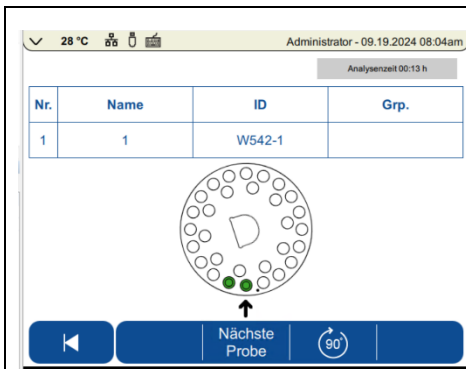 28 °C Administrator - 09.19.2024 08:04am
Analysenzeit 00:13 h
Nr. Name ID Grp.
1 1 W542-1
Nächste
Probe
90°